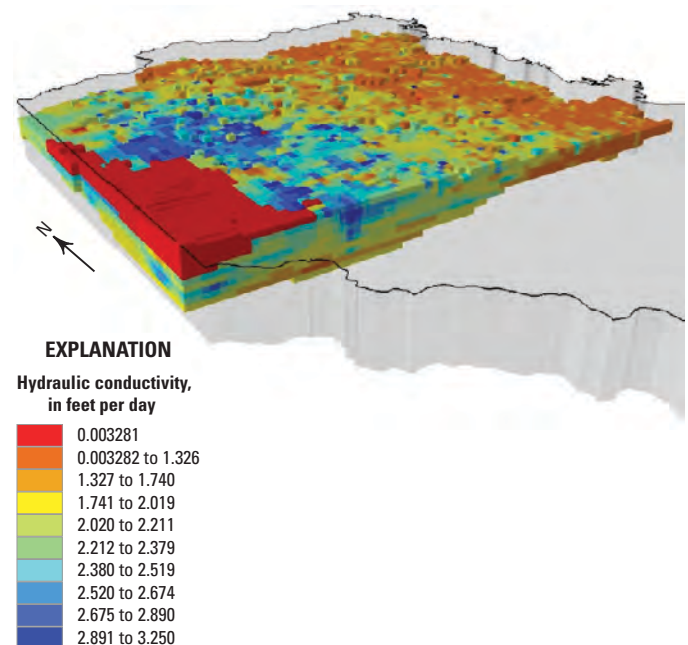 N
EXPLANATION
Hydraulic conductivity,
in feet per day
0.003281
0.003282 to 1.326
1.327 to 1.740
1.741 to 2.019
2.020 to 2.211
2.212 to 2.379
2.380 to 2.519
2.520 to 2.674
2.675 to 2.890
2.891 to 3.250